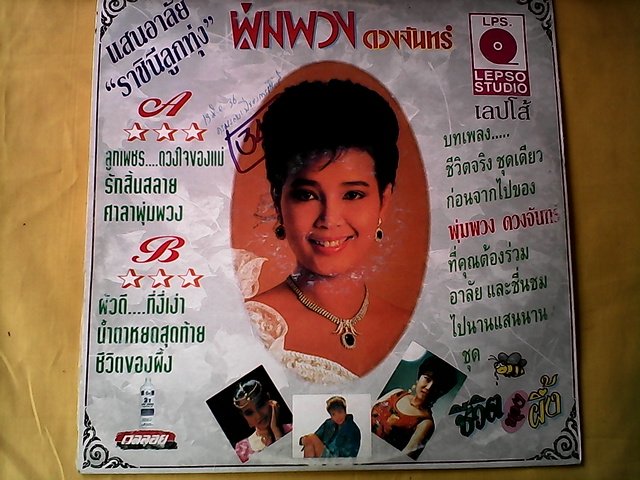 แสนอาลัย
"ราชินีลูกทุ่ง"
พุ่มพวง ดวงจันทร์
LPS.
LEPSO
STUDIO
เลปโส้
A
ลูกเพชร....ดวงใจของแม่
รักสิ้นสลาย
ศาลาพุ่มพวง
B
ผัวดี....ที่งี่เง่า
น้ำตาหยดสุดท้าย
ชีวิตของผึ้ง
บทเพลง.....
ชีวิตจริง ชุดเดียว
ก่อนจากไปของ
พุ่มพวง ดวงจันทร์
ที่คุณต้องร่วม
อาลัย และชื่นชม
ไปนานแสนนาน
ชุด
ชีวิตของผึ้ง